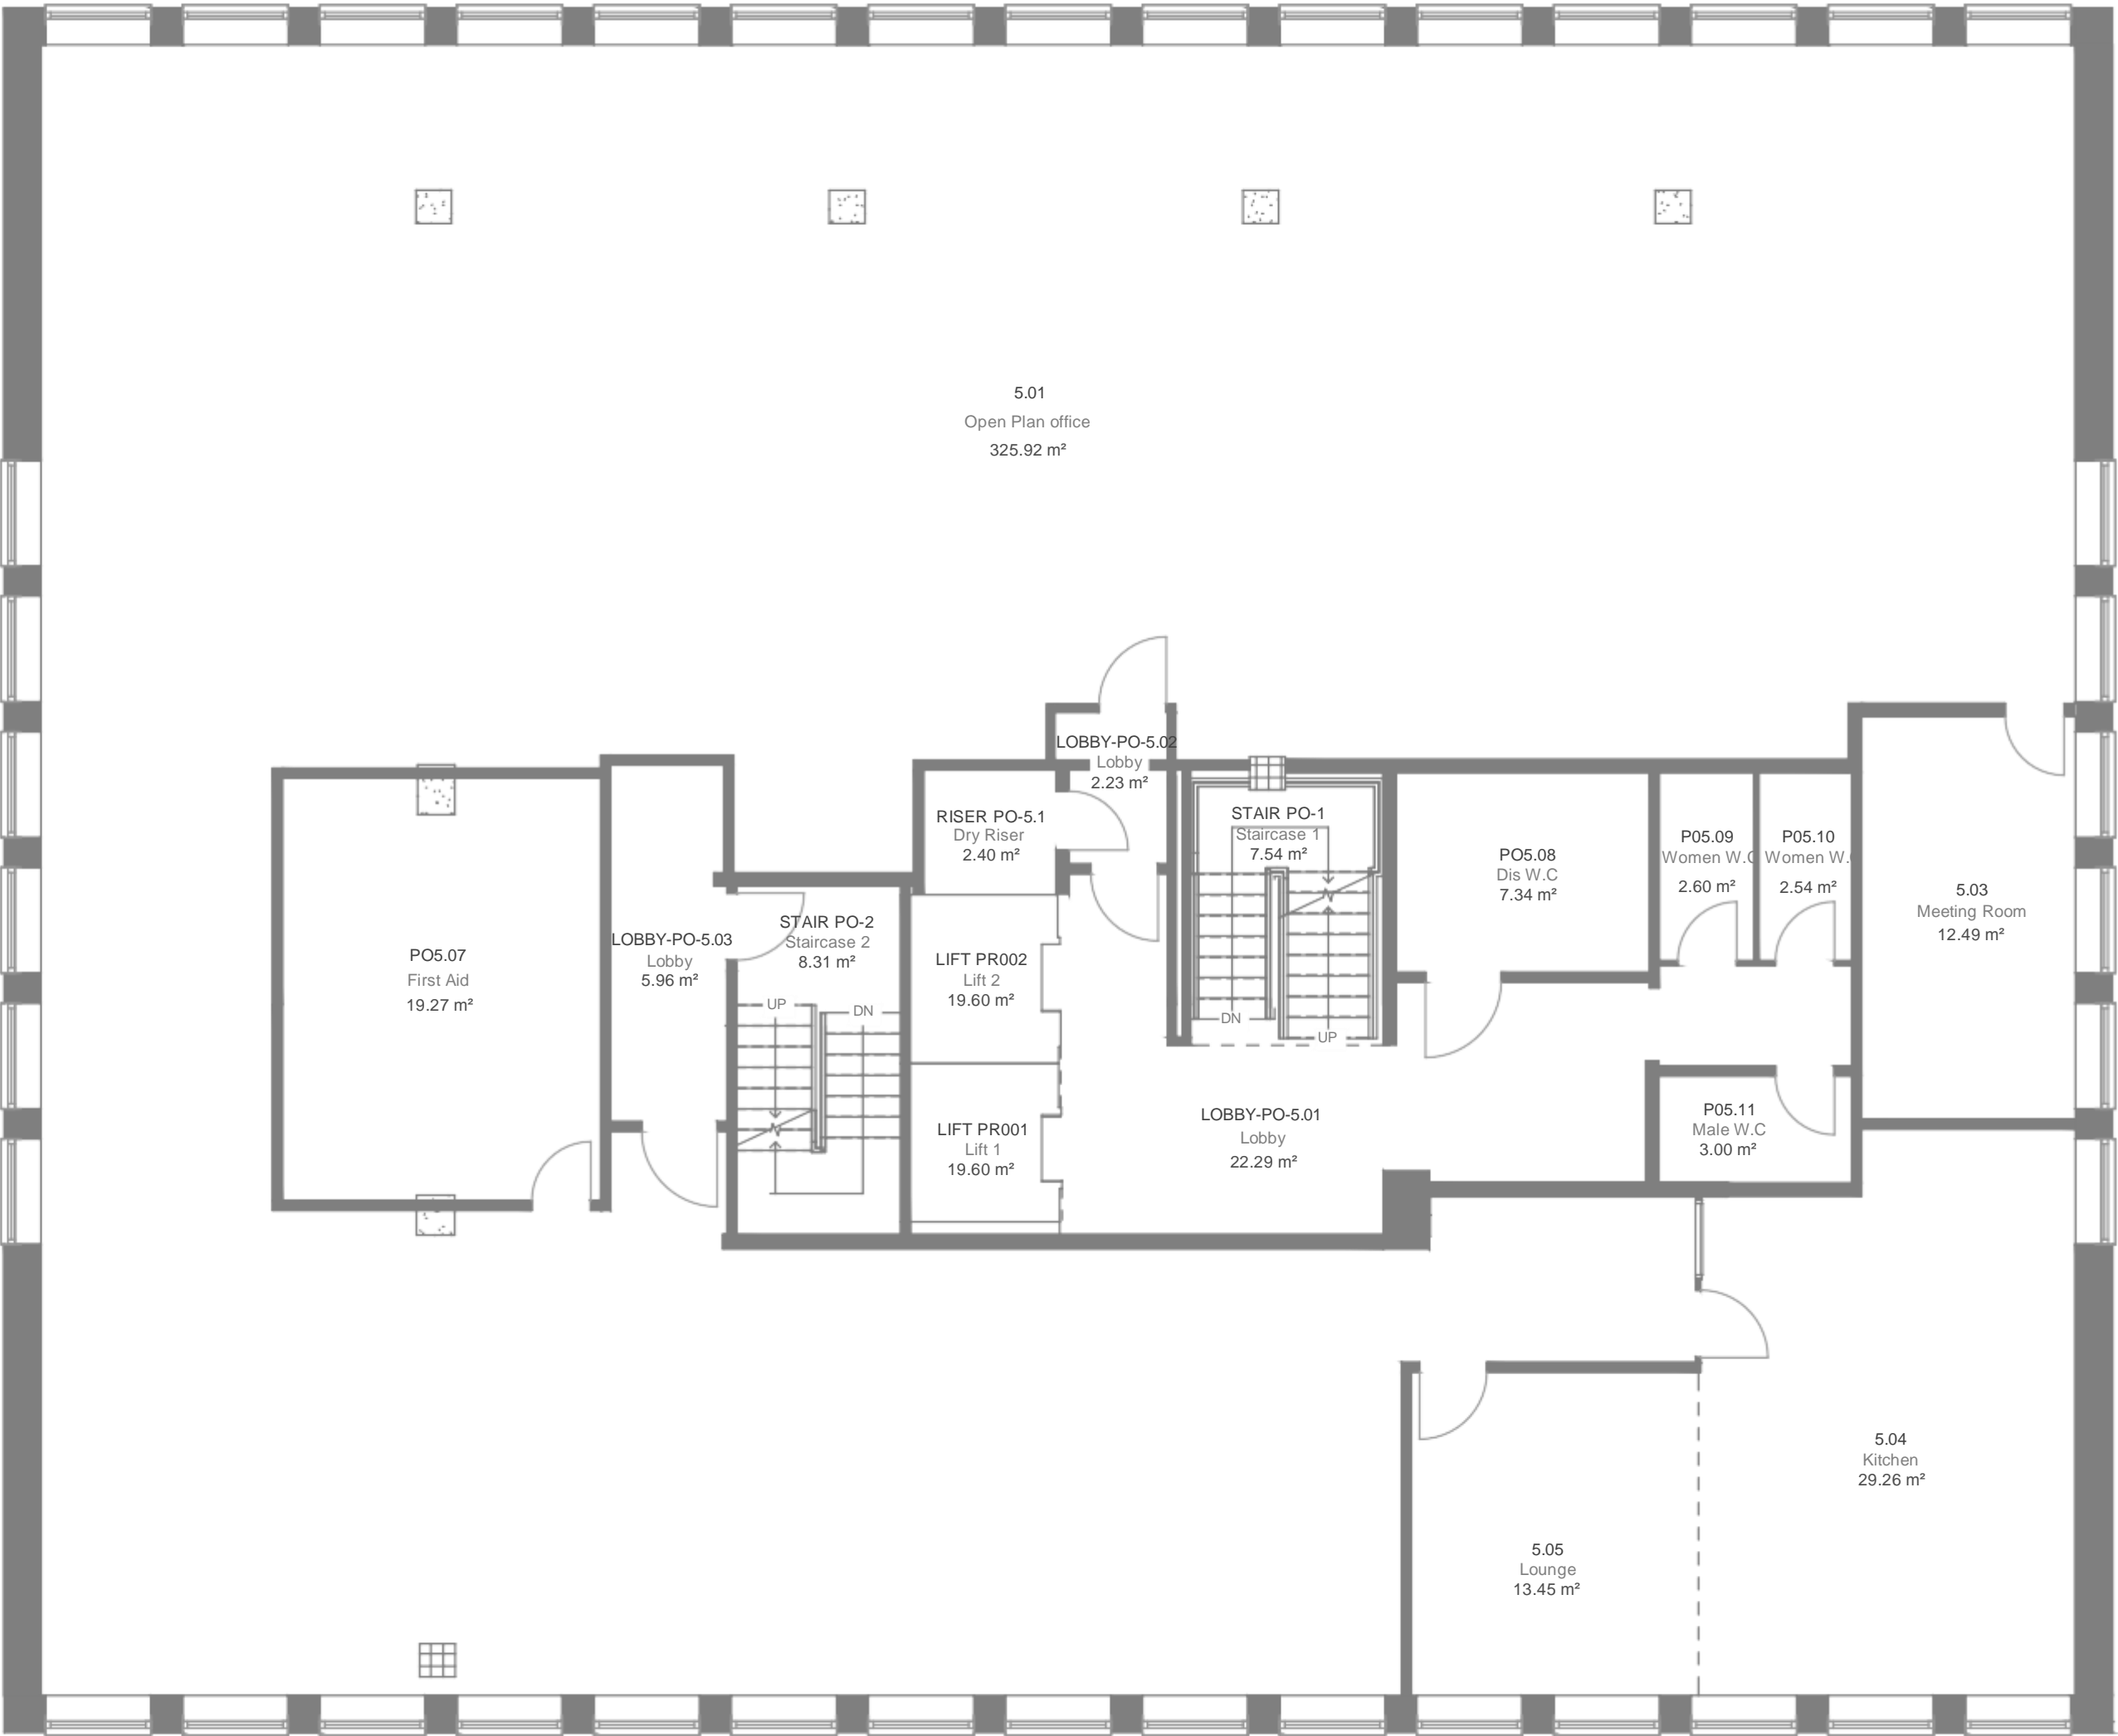 5.01
Open Plan office
325.92 m²
LOBBY-PO-5.02
Lobby
2.23 m²
RISER PO-5.1
Dry Riser
2.40 m²
STAIR PO-1
Staircase 1
7.54 m²
DN
UP
PO5.08
Dis W.C
7.34 m²
P05.09
Women W.C
2.60 m²
P05.10
Women W.
2.54 m²
5.03
Meeting Room
12.49 m²
PO5.07
First Aid
19.27 m²
LOBBY-PO-5.03
Lobby
5.96 m²
STAIR PO-2
Staircase 2
8.31 m²
UP
DN
LIFT PR002
Lift 2
19.60 m²
LIFT PR001
Lift 1
19.60 m²
LOBBY-PO-5.01
Lobby
22.29 m²
P05.11
Male W.C
3.00 m²
5.04
Kitchen
29.26 m²
5.05
Lounge
13.45 m²